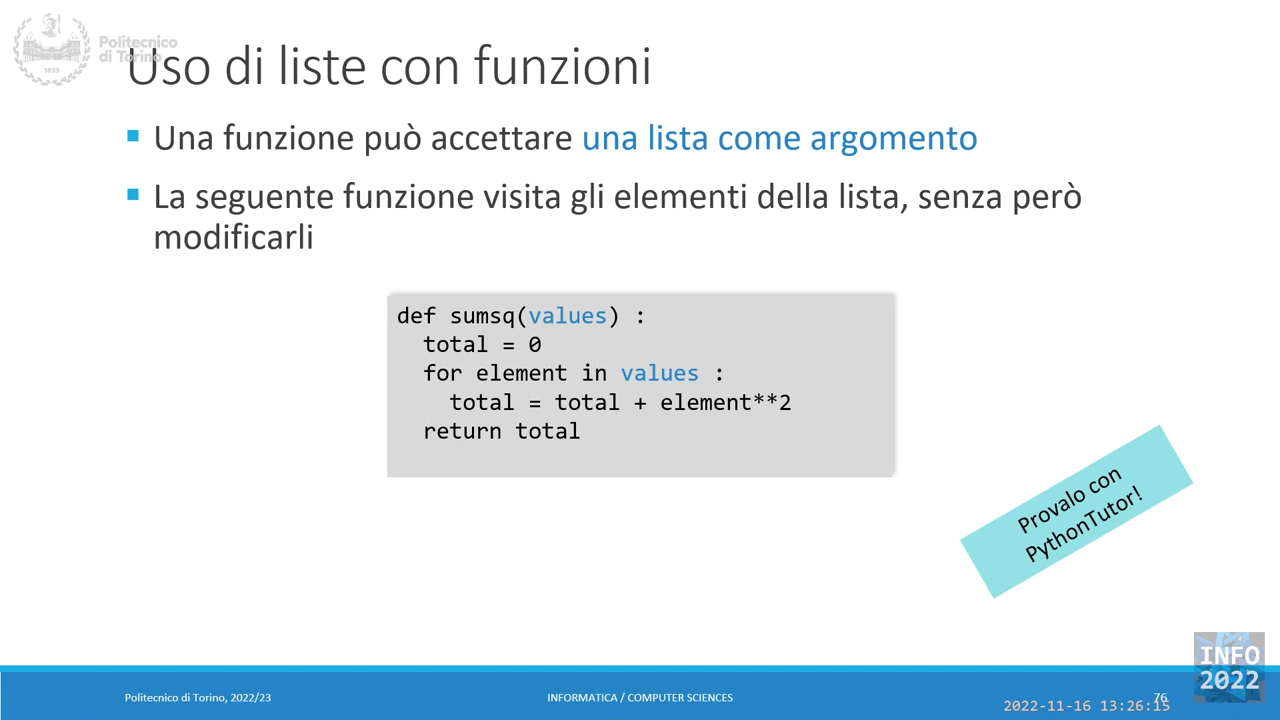 Politecnico
di Torino
1859
Uso di liste con funzioni
Una funzione può accettare una lista come argomento
La seguente funzione visita gli elementi della lista, senza però
modificarli
def sumsq(values) :
total = 0
for element in values :
total = total + element**2
return total
Provalo con
PythonTutor!
INFO
2022
Politecnico di Torino, 2022/23
INFORMATICA / COMPUTER SCIENCES
76
2022-11-16 13:26:15